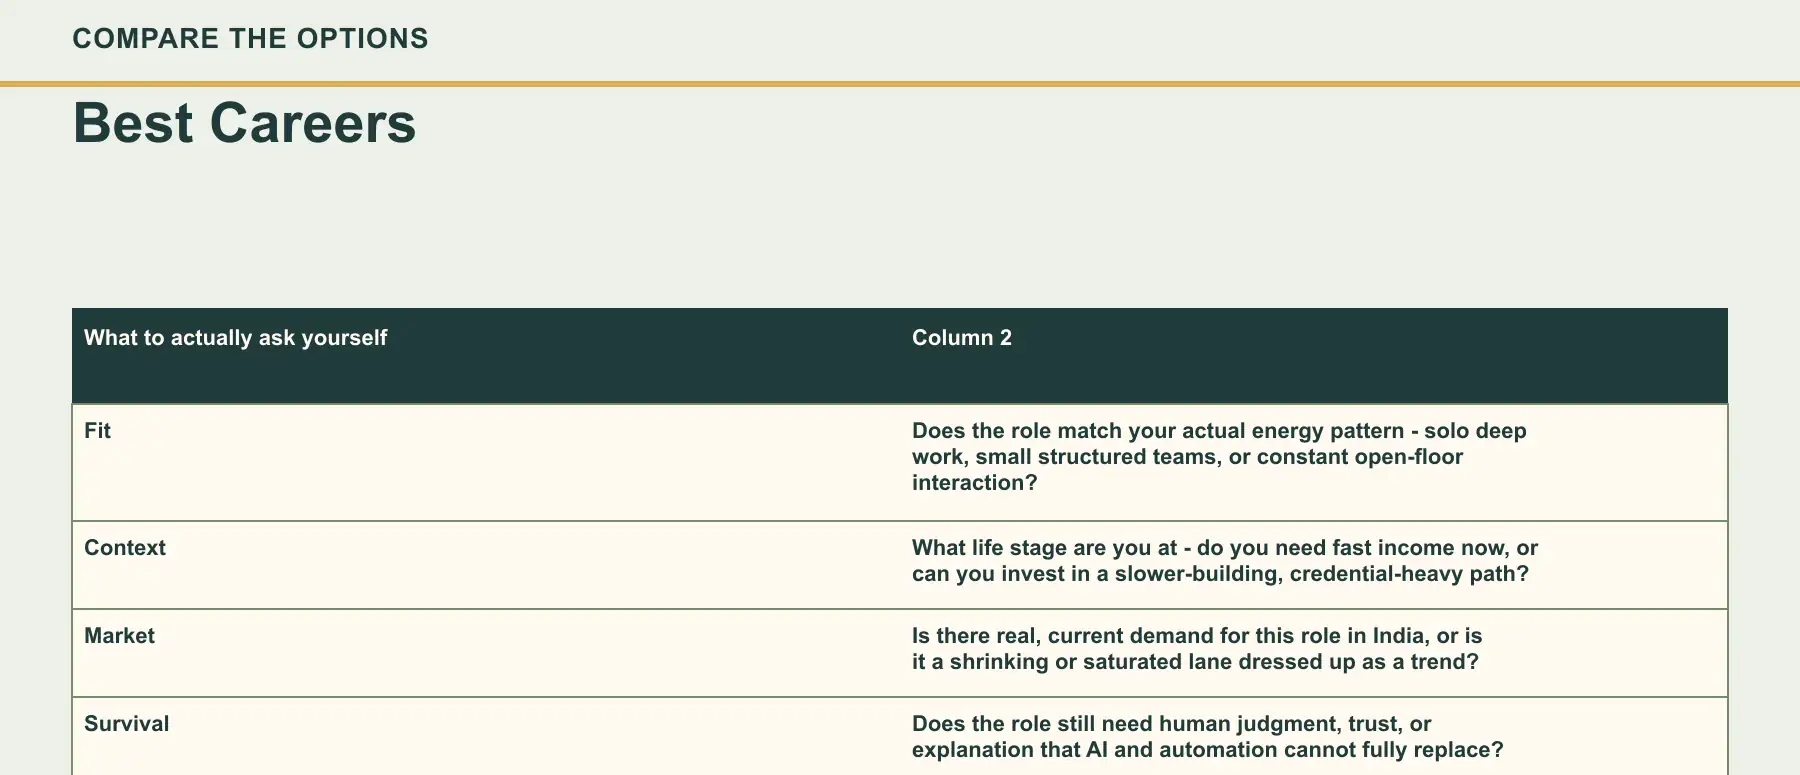 COMPARE THE OPTIONS
Best Careers
What to actually ask yourself
Column 2
Fit
Does the role match your actual energy pattern - solo deep
work, small structured teams, or constant open-floor
interaction?
Context
What life stage are you at - do you need fast income now, or
can you invest in a slower-building, credential-heavy path?
Market
Is there real, current demand for this role in India, or is
it a shrinking or saturated lane dressed up as a trend?
Survival
Does the role still need human judgment, trust, or
explanation that AI and automation cannot fully replace?